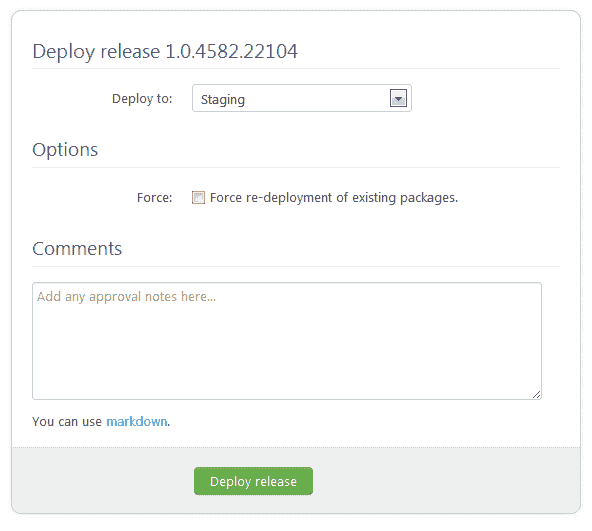 Deploy release 1.0.4582.22104
Deploy to: Staging
Options
Force: Force re-deployment of existing packages.
Comments
Add any approval notes here...
You can use markdown.
Deploy release